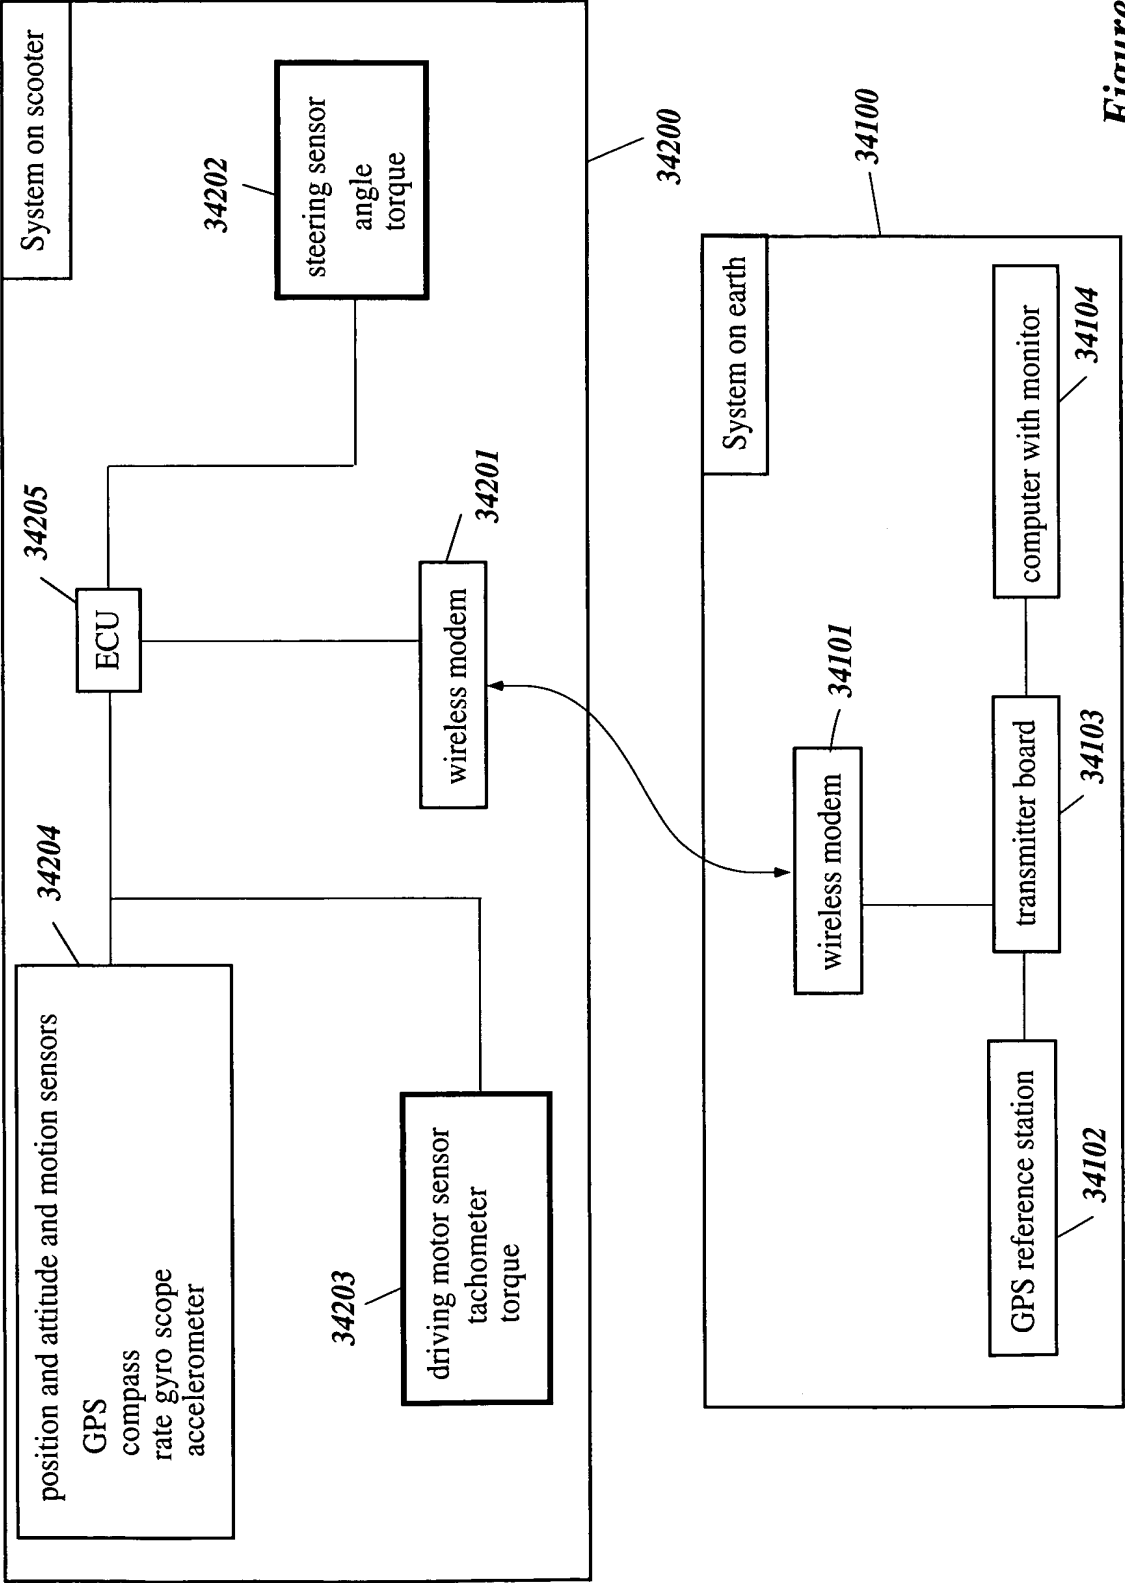 System on scooter
34204
position and attitude and motion sensors
GPS
compass
rate gyro scope
accelerometer
34205
ECU
34202
steering sensor
angle
torque
34203
driving motor sensor
tachometer
torque
34201
wireless modem
34200
System on earth
34100
34101
wireless modem
GPS reference station
34102
transmitter board
34103
computer with monitor
34104
Figure